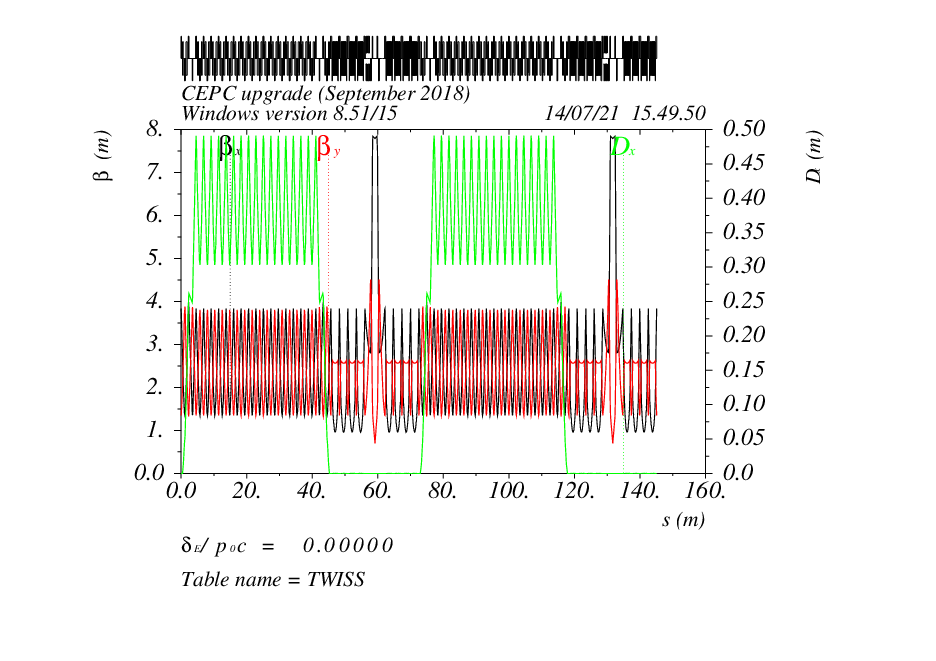 CEPC upgrade (September 2018)
Windows version 8.51/15 14/07/21 15.49.50
β (m)
D (m)
βx βy Dx
8.
7.
6.
5.
4.
3.
2.
1.
0.0
0.50
0.45
0.40
0.35
0.30
0.25
0.20
0.15
0.10
0.05
0.0
0.0 20. 40. 60. 80. 100. 120. 140. 160.
s (m)
δE/ p0c = 0.00000
Table name = TWISS